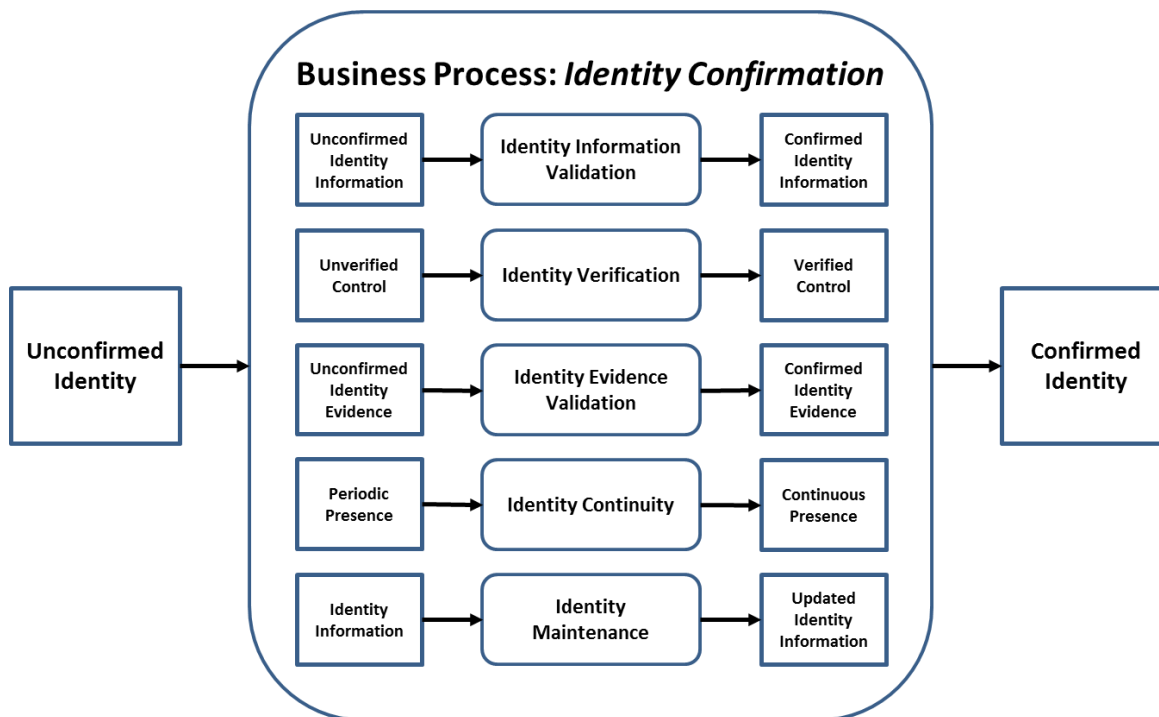 Business Process: Identity Confirmation
Unconfirmed
Identity
Information
Identity Information
Validation
Confirmed
Identity
Information
Unverified
Control
Identity Verification
Verified
Control
Unconfirmed
Identity
Unconfirmed
Identity
Evidence
Identity Evidence
Validation
Confirmed
Identity
Evidence
Confirmed
Identity
Periodic
Presence
Identity Continuity
Continuous
Presence
Identity
Information
Identity
Maintenance
Updated
Identity
Information